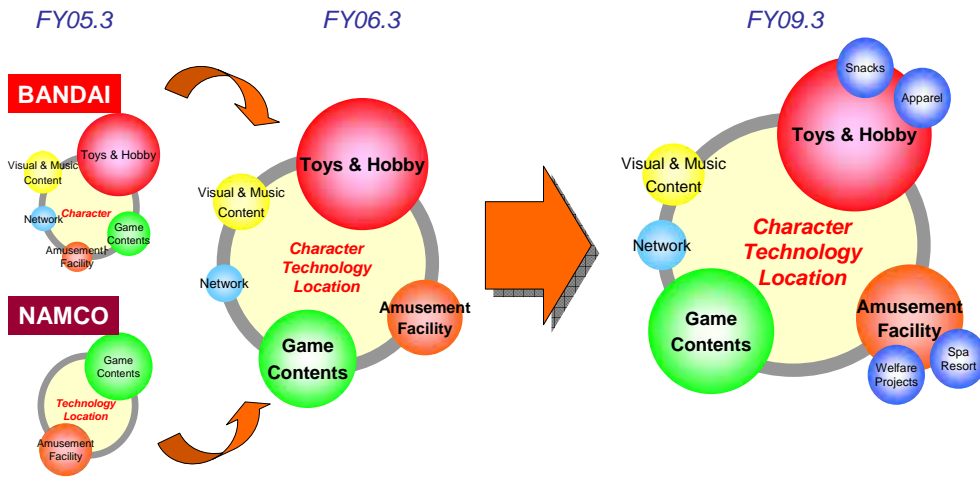 FY05.3
FY06.3
FY09.3
BANDAI
Toys & Hobby
Visual & Music
Content
Character
Network
Game
Contents
Amusement
Facility
NAMCO
Game
Contents
Technology
Location
Amusement
Facility
Toys & Hobby
Visual & Music
Content
Character
Technology
Location
Network
Amusement
Facility
Game
Contents
Snacks
Apparel
Toys & Hobby
Visual & Music
Content
Character
Technology
Location
Network
Game
Contents
Amusement
Facility
Welfare
Projects
Spa
Resort